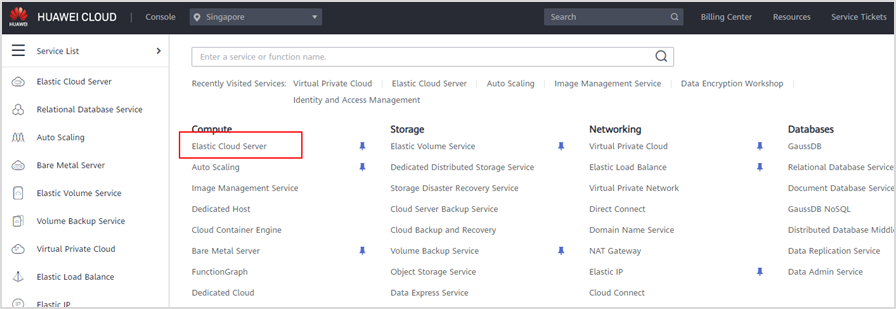 HUAWEI
HUAWEI CLOUD
Console
Singapore
Search
Billing Center
Resources
Service Tickets
Service List
Elastic Cloud Server
Relational Database Service
Auto Scaling
Bare Metal Server
Elastic Volume Service
Volume Backup Service
Virtual Private Cloud
Elastic Load Balance
Elastic IP
Enter a service or function name.
Recently Visited Services: Virtual Private Cloud Elastic Cloud Server Auto Scaling Image Management Service Data Encryption Workshop
Identity and Access Management
Compute
Elastic Cloud Server
Auto Scaling
Image Management Service
Dedicated Host
Cloud Container Engine
Bare Metal Server
FunctionGraph
Dedicated Cloud
Storage
Elastic Volume Service
Dedicated Distributed Storage Service
Storage Disaster Recovery Service
Cloud Server Backup Service
Cloud Backup and Recovery
Volume Backup Service
Object Storage Service
Data Express Service
Networking
Virtual Private Cloud
Elastic Load Balance
Virtual Private Network
Direct Connect
Domain Name Service
NAT Gateway
Elastic IP
Cloud Connect
Databases
GaussDB
Relational Database Service
Document Database Service
GaussDB NoSQL
Distributed Database Middl
Data Replication Service
Data Admin Service